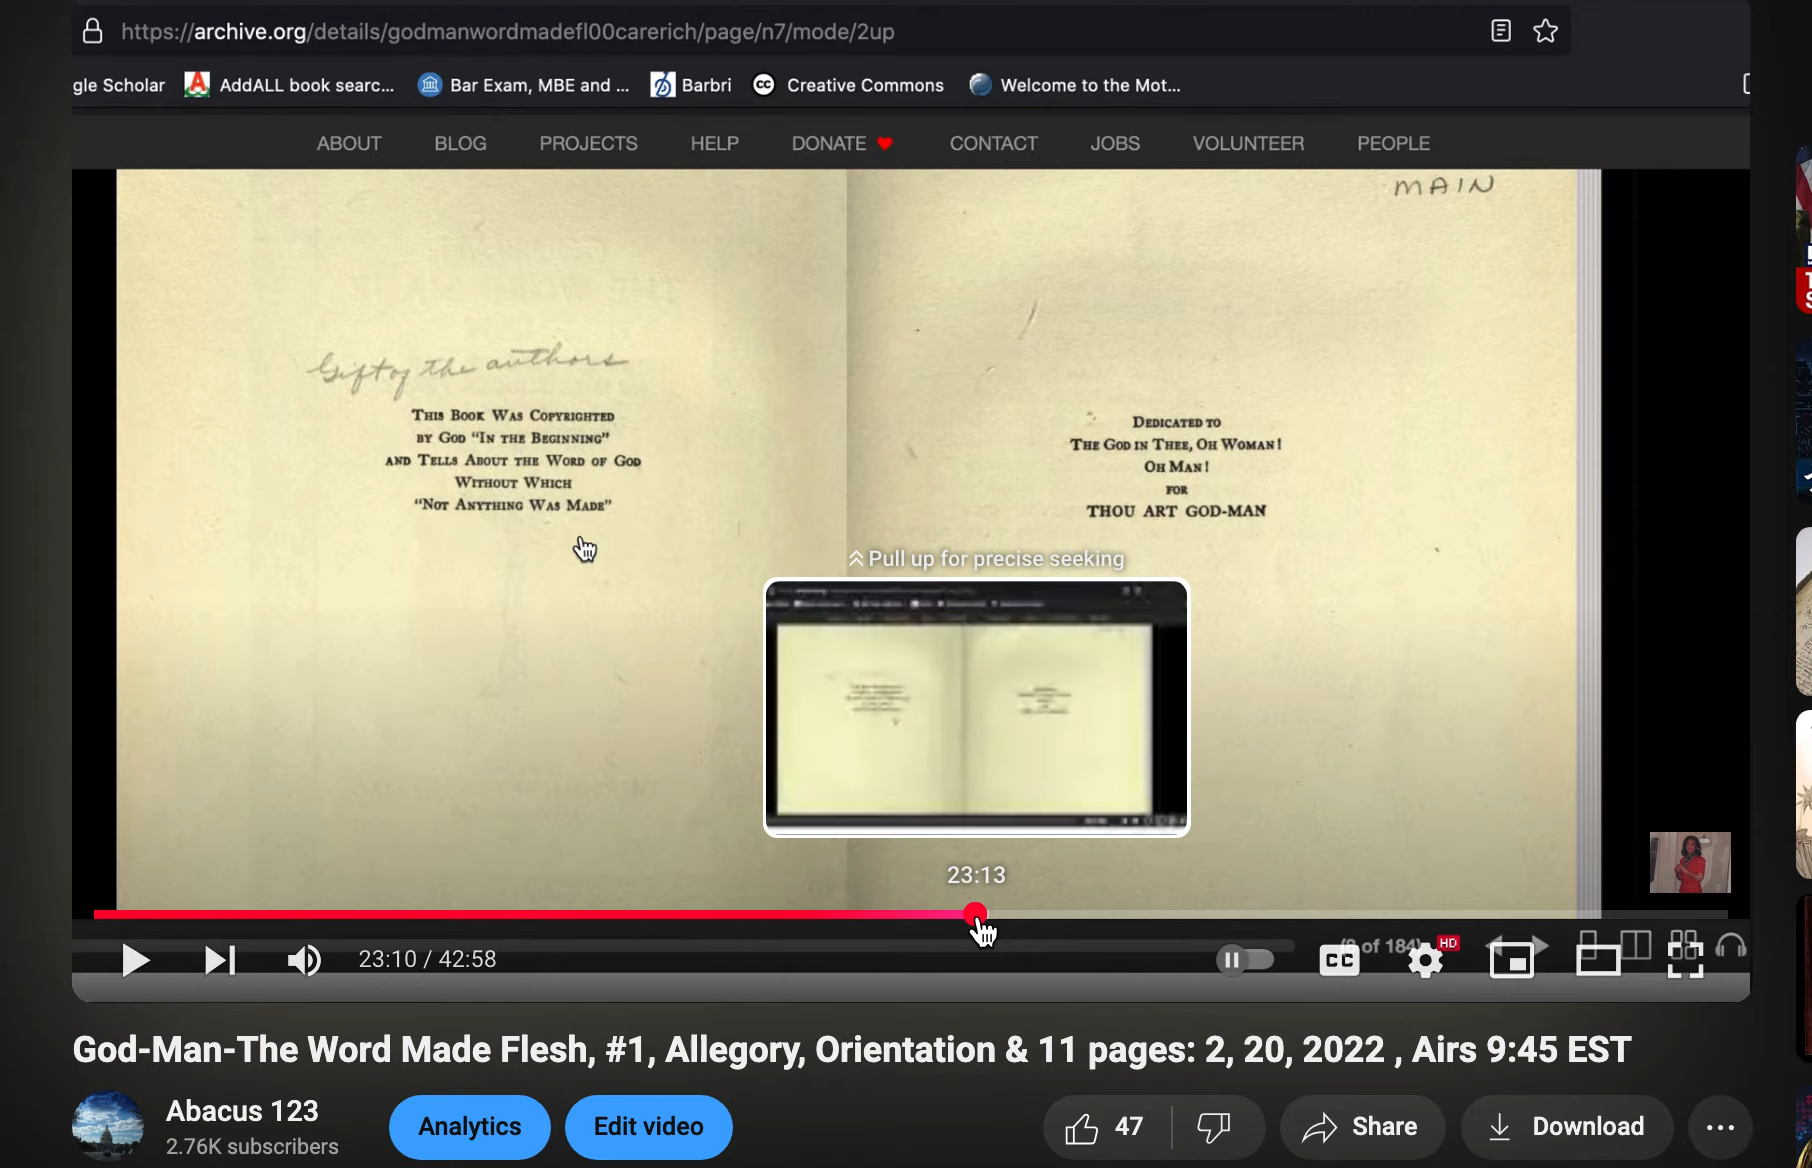 https://archive.org/details/godmanwordmadefl00carerich/page/n7/mode/2up
gle Scholar AddALL book searc... Bar Exam, MBE and ... Barbri Creative Commons Welcome to the Mot...
ABOUT BLOG PROJECTS HELP DONATE CONTACT JOBS VOLUNTEER PEOPLE
MAIN
Gift of the authors
THIS BOOK WAS COPYRIGHTED
BY GOD "IN THE BEGINNING"
AND TELLS ABOUT THE WORD OF GOD
WITHOUT WHICH
"NOT ANYTHING WAS MADE"
DEDICATED TO
THE GOD IN THEE, OH WOMAN!
OH MAN!
FOR
THOU ART GOD-MAN
Pull up for precise seeking
23:13
23:10 / 42:58
CC
of 184)
HD
God-Man-The Word Made Flesh, #1, Allegory, Orientation & 11 pages: 2, 20, 2022 , Airs 9:45 EST
Abacus 123
2.76K subscribers
Analytics
Edit video
47
Share
Download